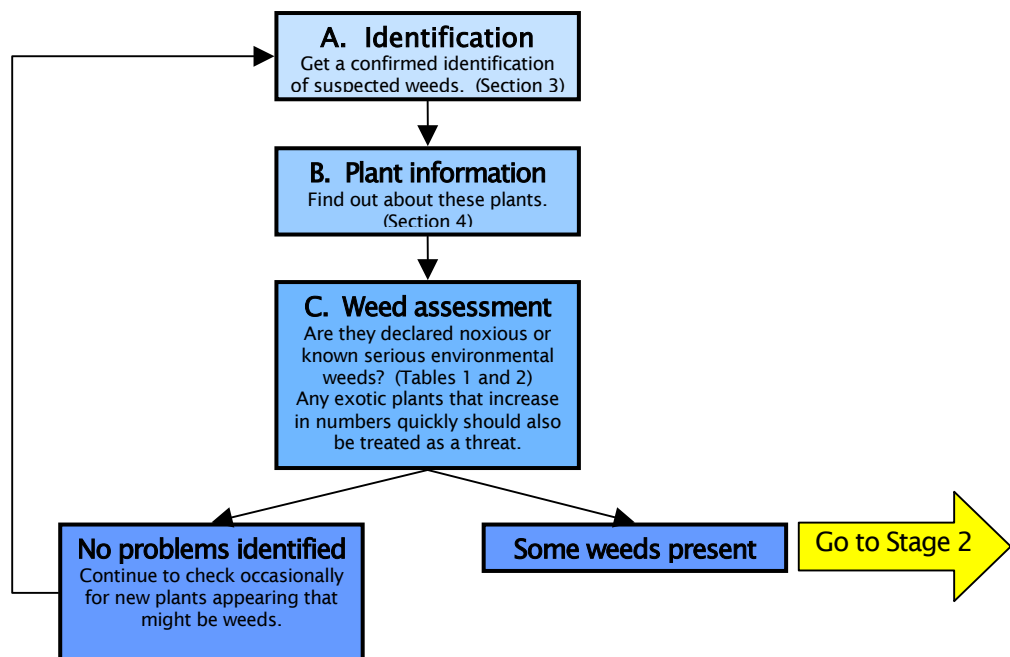 A. Identification
Get a confirmed identification
of suspected weeds. (Section 3)
B. Plant information
Find out about these plants.
(Section 4)
C. Weed assessment
Are they declared noxious or
known serious environmental
weeds? (Tables 1 and 2)
Any exotic plants that increase
in numbers quickly should also
be treated as a threat.
No problems identified
Continue to check occasionally
for new plants appearing that
might be weeds.
Some weeds present
Go to Stage 2